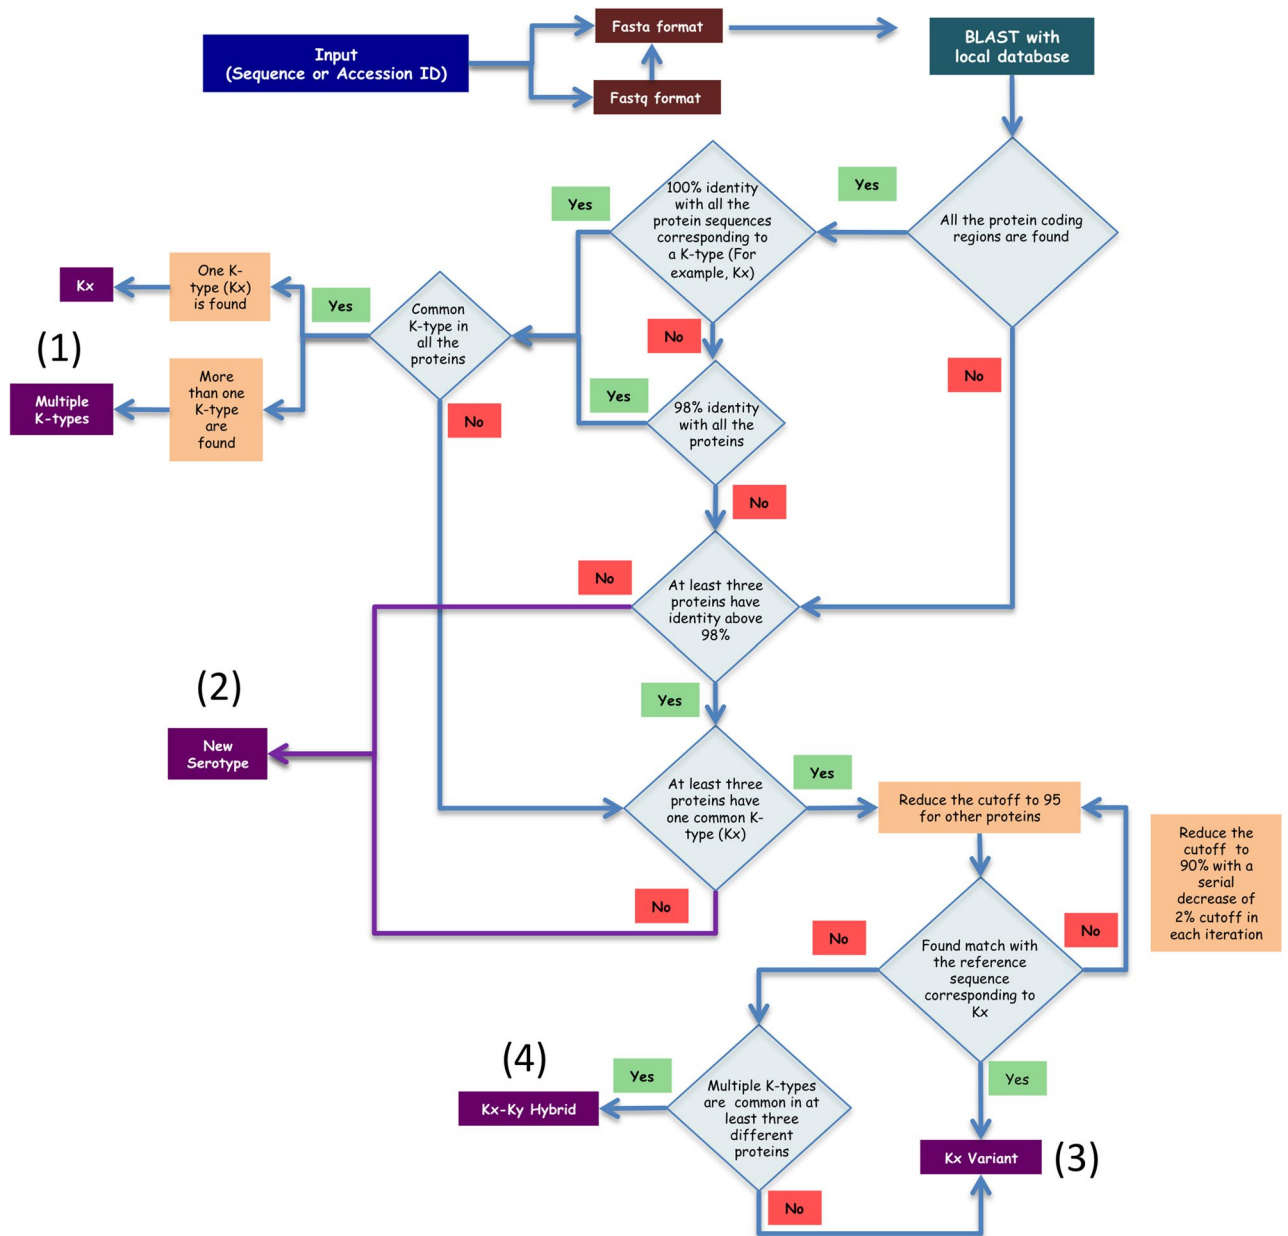 Input
(Sequence or Accession ID)
Fasta format
Fastq format
BLAST with
local database
All the protein coding
regions are found
Yes
No
100% identity
with all the
protein sequences
corresponding to
a K-type (For
example, Kx)
Yes
No
98% identity
with all the
proteins
Yes
No
Common
K-type in
all the
proteins
Yes
No
One K-
type (Kx)
is found
Kx
(1)
More
than one
K-type
are
found
Multiple
K-types
At least three
proteins have
identity above
98%
No
Yes
(2)
New
Serotype
At least three
proteins have
one common K-
type (Kx)
Yes
No
Reduce the cutoff to 95
for other proteins
Reduce the
cutoff to
90% with a
serial
decrease of
2% cutoff in
each iteration
Found match with
the reference
sequence
corresponding to
Kx
No
No
Yes
Multiple K-types
are common in at
least three
different
proteins
Yes
No
(4)
Kx-Ky Hybrid
Kx Variant
(3)